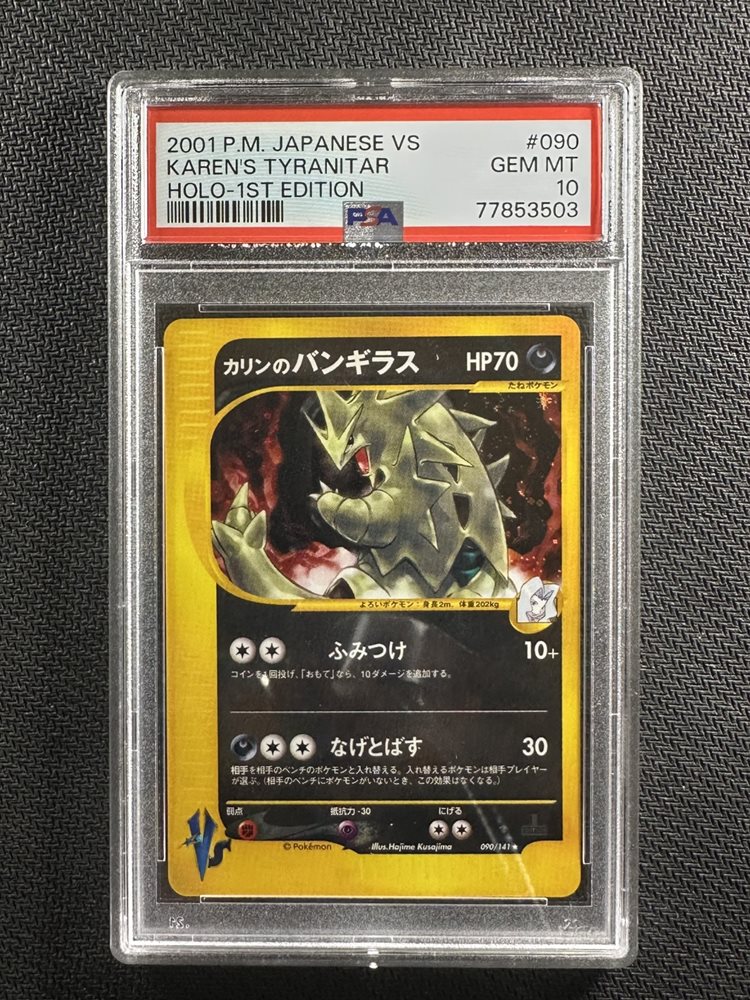 2001 P.M. JAPANESE VS #090
KAREN'S TYRANITAR GEM MT
HOLO-1ST EDITION 10
77853503
PSA
カリンのバンギラス HP70
たねポケモン
よろいポケモン：身長2m. 体重202kg
ふみつけ 10+
コインを1回投げ、「おもて」なら、10ダメージを追加する。
なげとばす 30
相手を相手のベンチのポケモンと入れ替える。入れ替えるポケモンは相手プレイヤー
が選ぶ。（相手のベンチにポケモンがいないとき、この効果はなくなる。）
弱点 抵抗力 -30 にげる
VS
© Pokémon Illus.Hajime Kusajima 090/141★